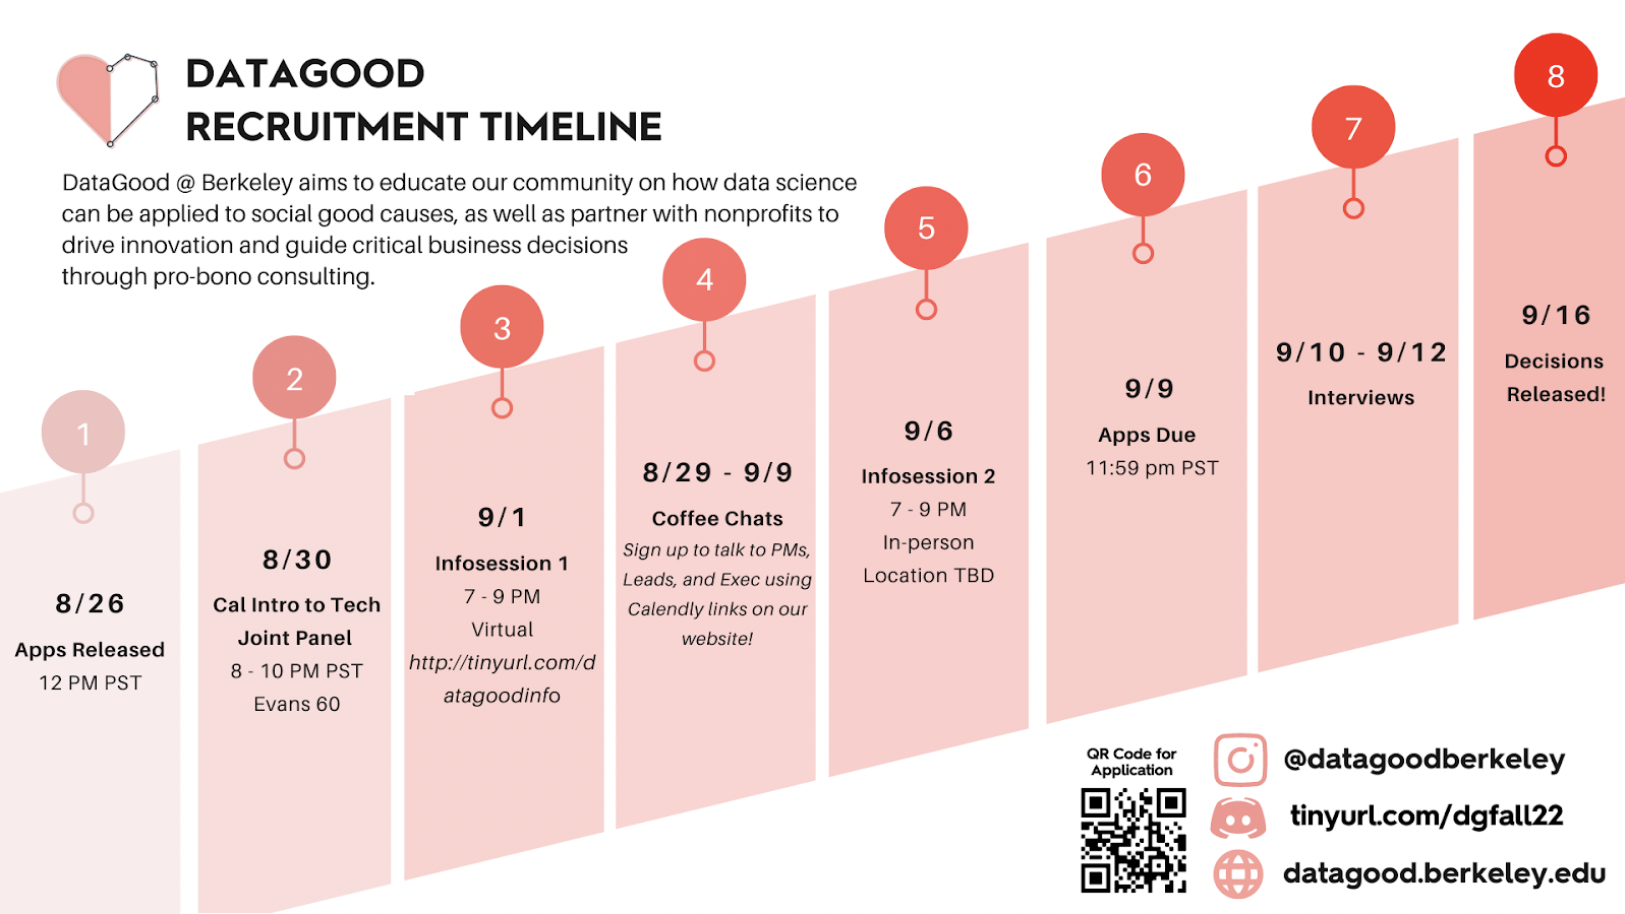 DATAGOOD
RECRUITMENT TIMELINE
DataGood @ Berkeley aims to educate our community on how data science
can be applied to social good causes, as well as partner with nonprofits to
drive innovation and guide critical business decisions
through pro-bono consulting.
1
8/26
Apps Released
12 PM PST
2
8/30
Cal Intro to Tech
Joint Panel
8 - 10 PM PST
Evans 60
3
9/1
Infosession 1
7 - 9 PM
Virtual
http://tinyurl.com/d
atagoodinfo
4
8/29 - 9/9
Coffee Chats
Sign up to talk to PMs,
Leads, and Exec using
Calendly links on our
website!
5
9/6
Infosession 2
7 - 9 PM
In-person
Location TBD
6
9/9
Apps Due
11:59 pm PST
7
9/10 - 9/12
Interviews
8
9/16
Decisions
Released!
QR Code for
Application
@datagoodberkeley
tinyurl.com/dgfall22
datagood.berkeley.edu